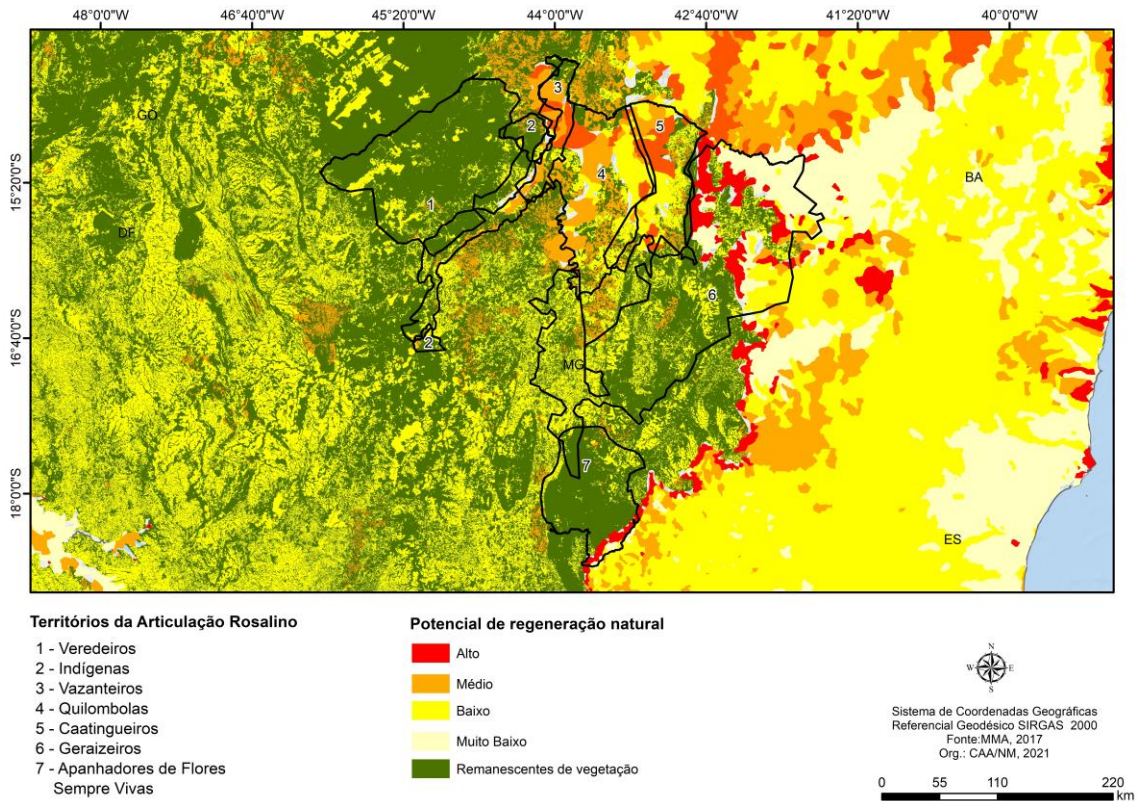 48°0'0"W 46°40'0"W 45°20'0"W 44°0'0"W 42°40'0"W 41°20'0"W 40°0'0"W
15°20'0"S
16°40'0"S
18°0'0"S
GO
DF
BA
MG
ES
3
2
5
4
1
6
2
7
Territórios da Articulação Rosalino
1 - Veredeiros
2 - Indígenas
3 - Vazanteiros
4 - Quilombolas
5 - Caatingueiros
6 - Geraizeiros
7 - Apanhadores de Flores
Sempre Vivas
Potencial de regeneração natural
Alto
Médio
Baixo
Muito Baixo
Remanescentes de vegetação
N
W E
S
Sistema de Coordenadas Geográficas
Referencial Geodésico SIRGAS 2000
Fonte:MMA, 2017
Org.: CAA/NM, 2021
0 55 110 220
km